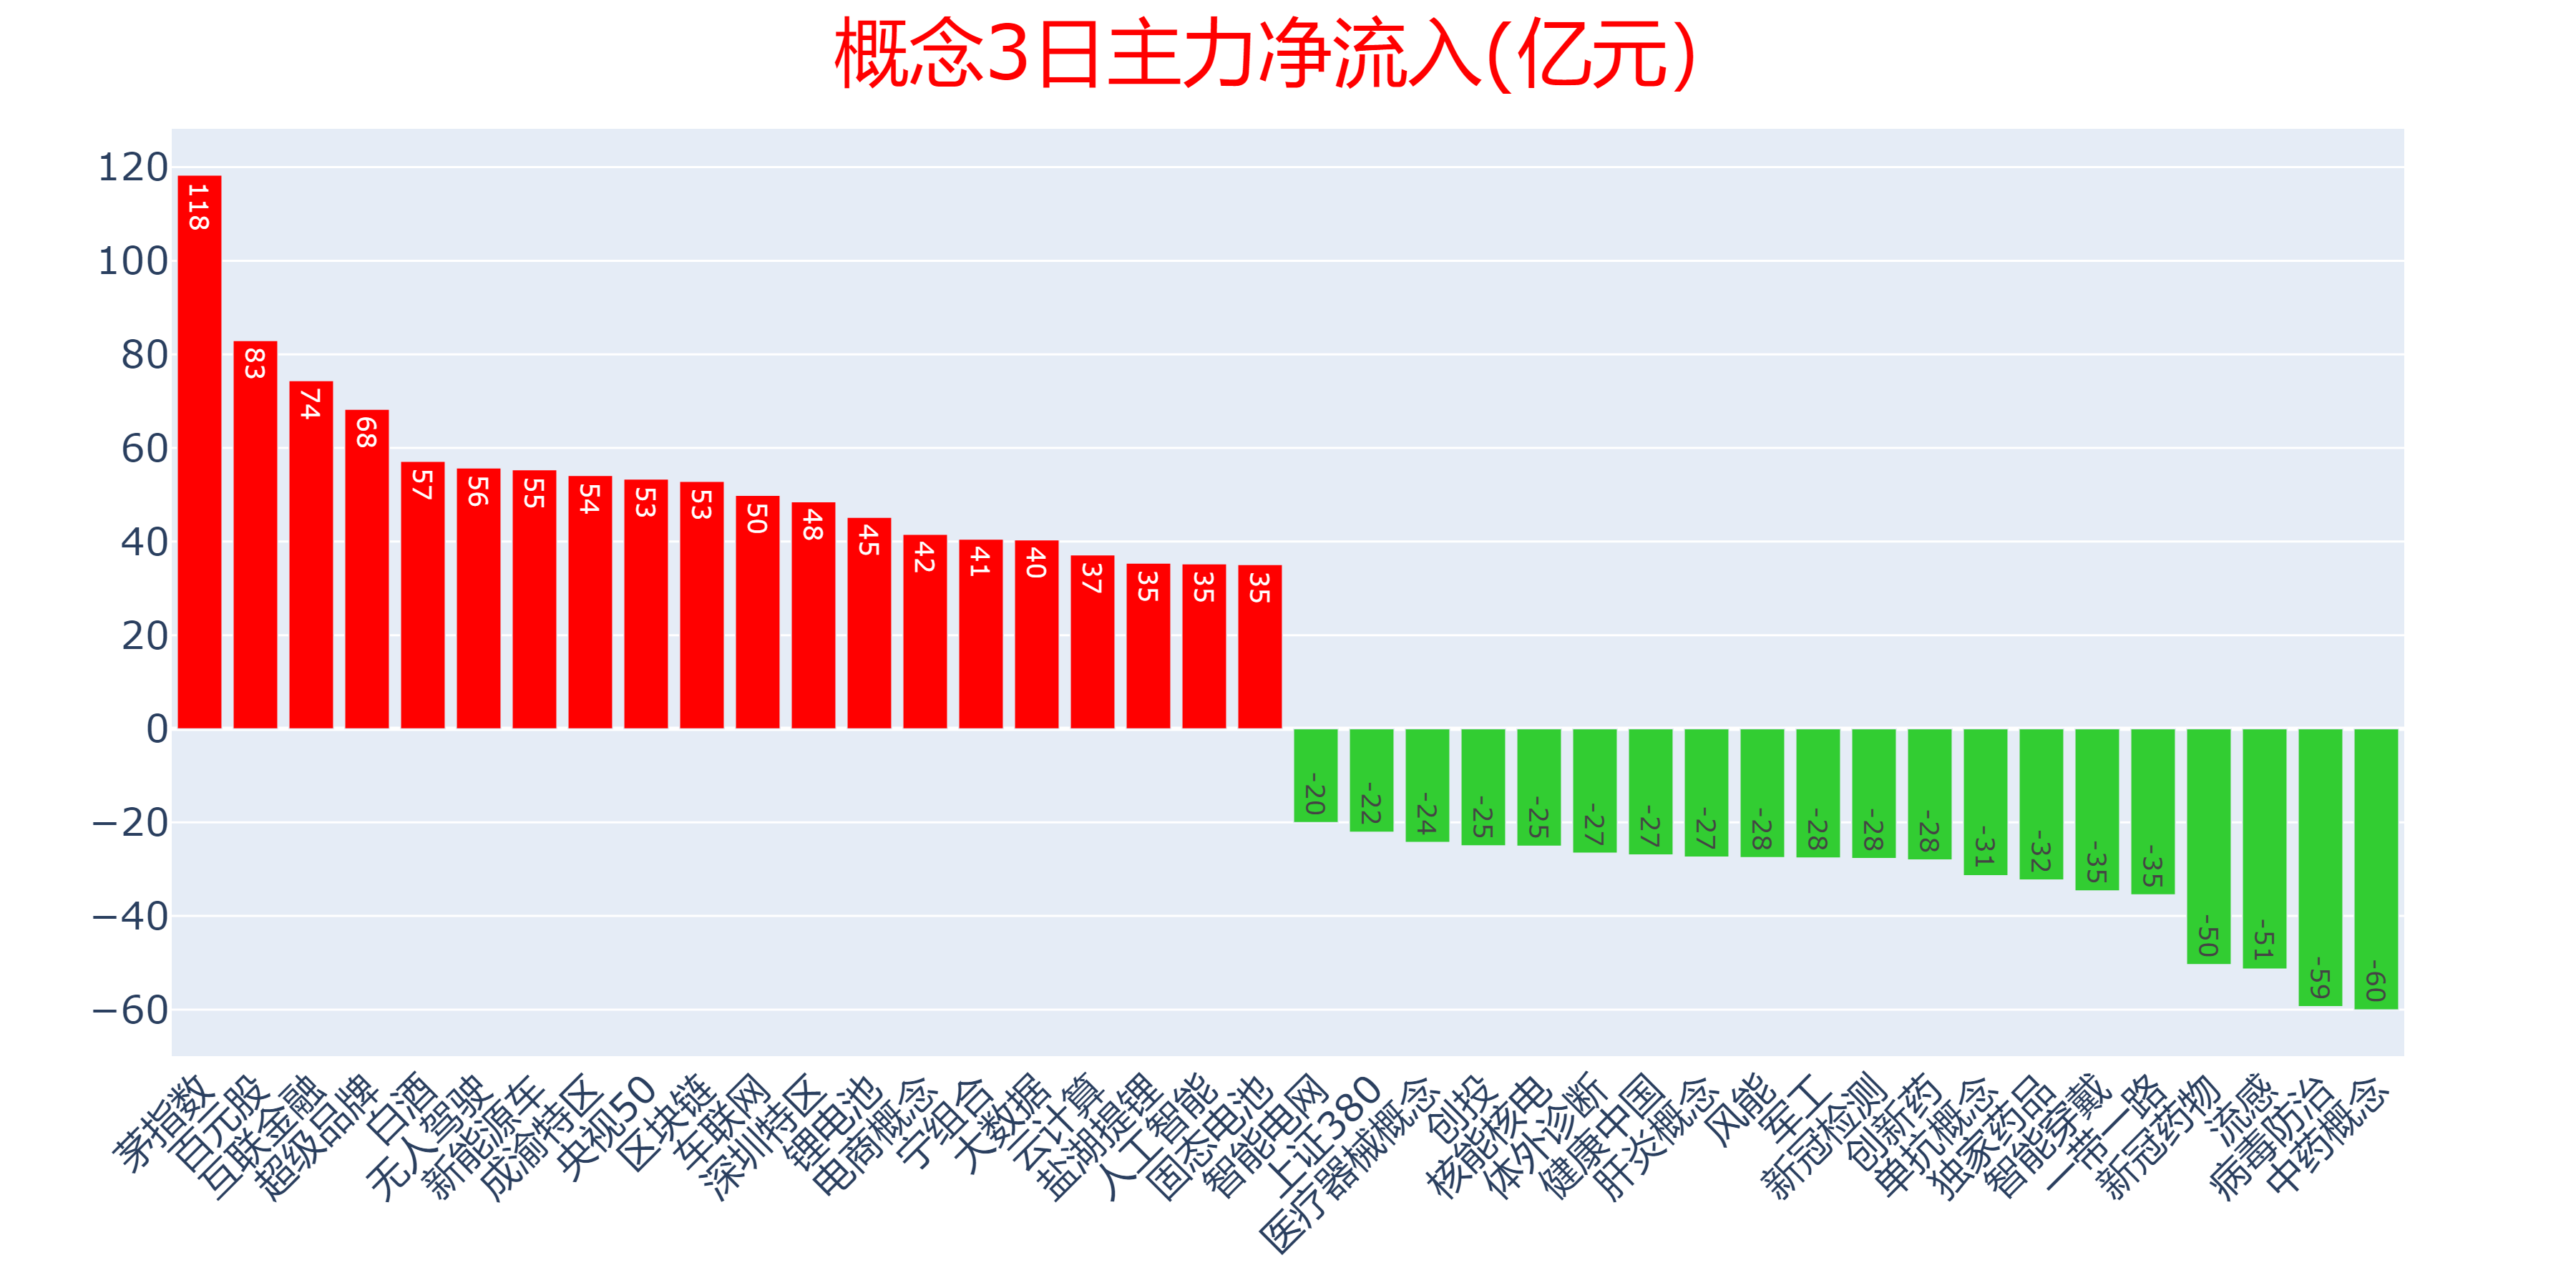 概念3日主力净流入(亿元)
120
100
80
60
40
20
0
−20
−40
−60
118
83
74
68
57
56
55
54
53
53
50
48
45
42
41
40
37
35
35
35
-20
-22
-24
-25
-25
-27
-27
-27
-28
-28
-28
-28
-31
-32
-35
-35
-50
-51
-59
-60
茅指数
百元股
互联金融
超级品牌
白酒
无人驾驶
新能源车
成渝特区
央视50
区块链
车联网
深圳特区
锂电池
电商概念
宁组合
大数据
云计算
盐湖提锂
人工智能
固态电池
智能电网
上证380
医疗器械概念
创投
核能核电
体外诊断
健康中国
肝炎概念
风能
军工
新冠检测
创新药
单抗概念
独家药品
智能穿戴
一带一路
新冠药物
流感
病毒防治
中药概念